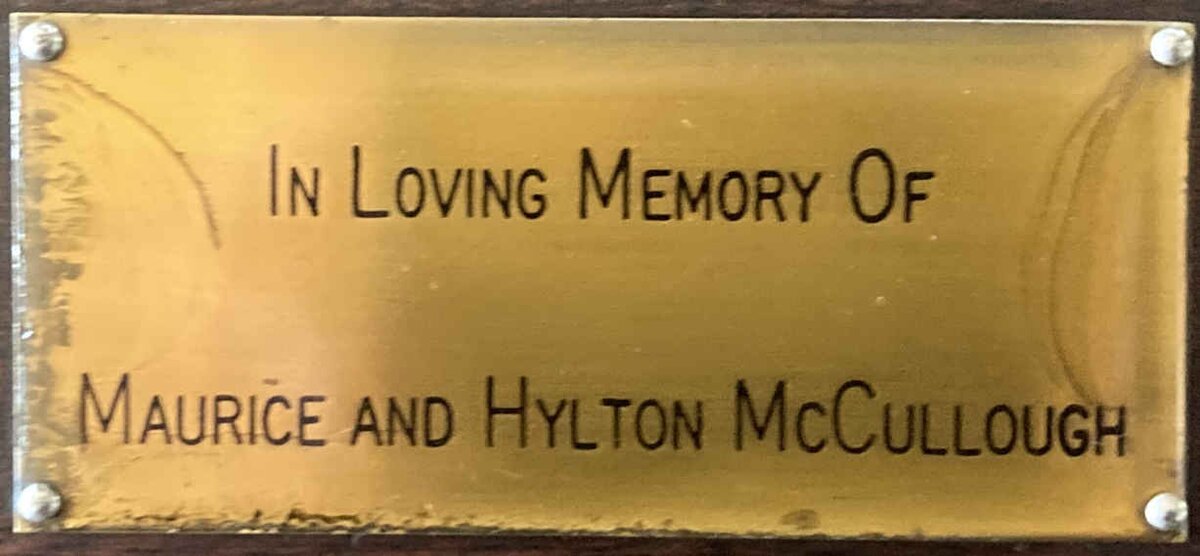 In Loving Memory Of
Maurice and Hylton McCullough